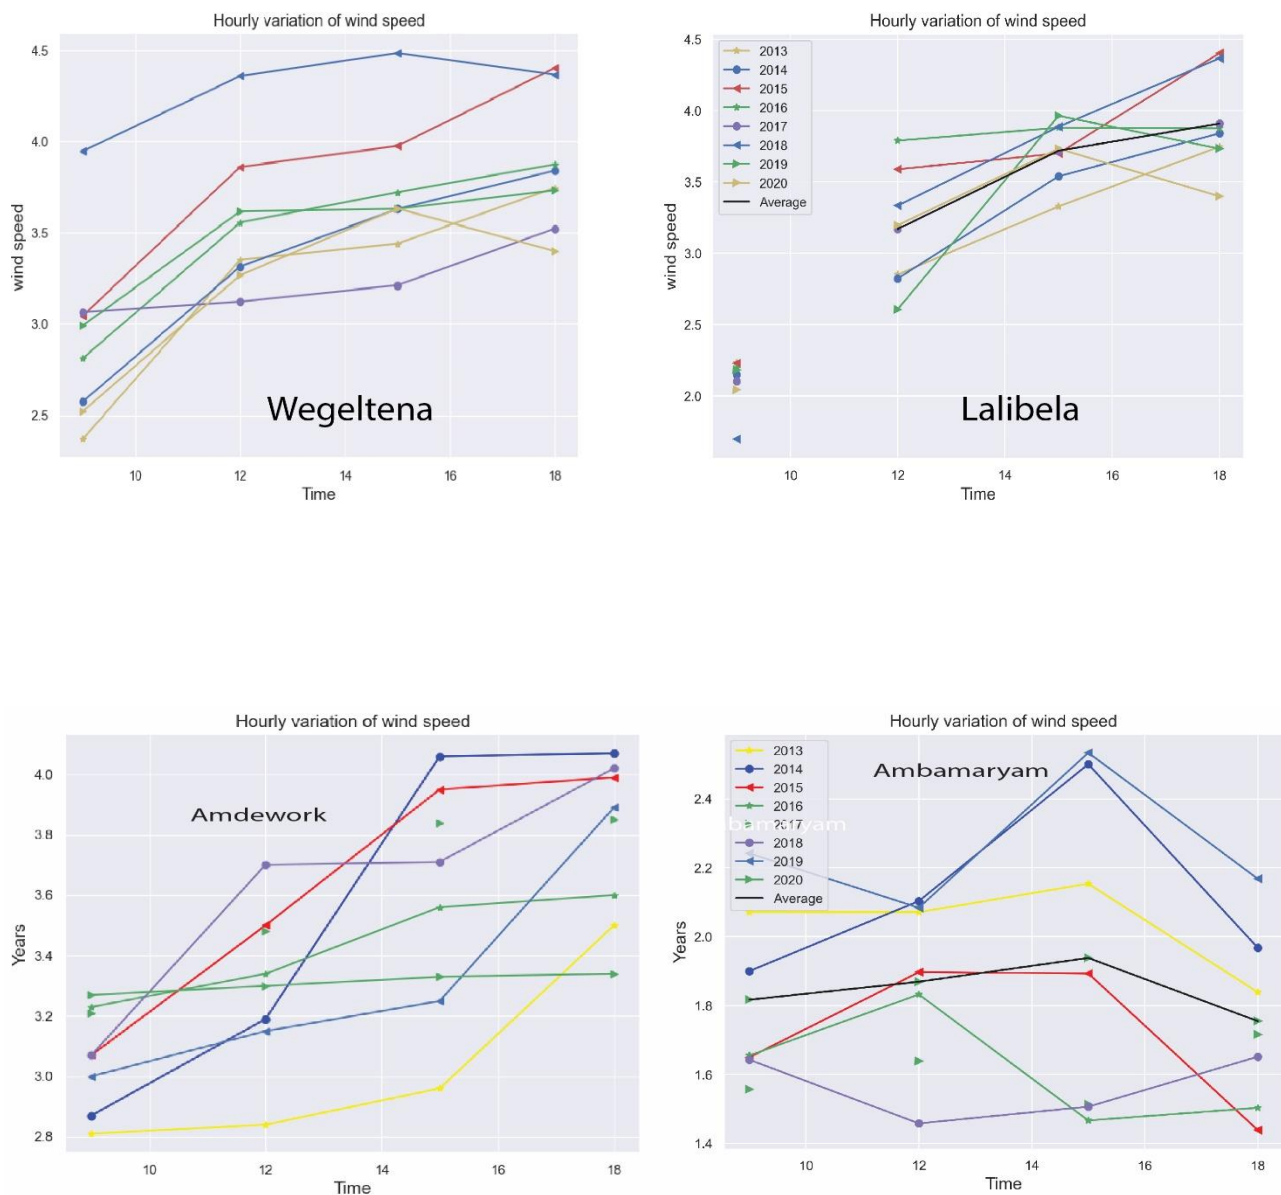 Hourly variation of wind speed
4.5
4.0
3.5
3.0
2.5
wind speed
Wegeltena
10 12 14 16 18
Time
Hourly variation of wind speed
4.5
4.0
3.5
3.0
2.5
2.0
wind speed
2013
2014
2015
2016
2017
2018
2019
2020
Average
Lalibela
10 12 14 16 18
Time
Hourly variation of wind speed
4.0
3.8
3.6
3.4
3.2
3.0
2.8
Years
Amdework
10 12 14 16 18
Time
Hourly variation of wind speed
2.4
2.2
2.0
1.8
1.6
1.4
Years
2013
2014
2015
2016
2017
2018
2019
2020
Average
Ambamaryam
bamaryam
10 12 14 16 18
Time